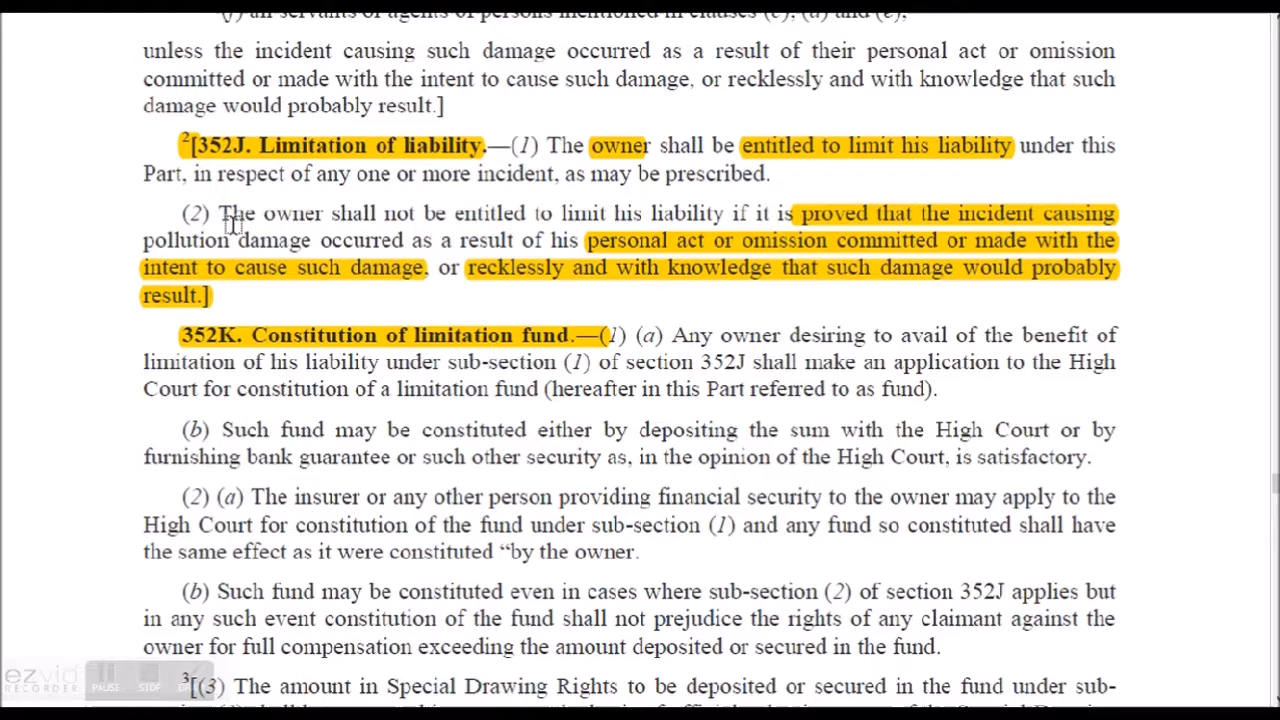 (f) all servants or agents of persons mentioned in clauses (c), (d) and (e);
unless the incident causing such damage occurred as a result of their personal act or omission
committed or made with the intent to cause such damage, or recklessly and with knowledge that such
damage would probably result.]
2[352J. Limitation of liability.—(1) The owner shall be entitled to limit his liability under this
Part, in respect of any one or more incident, as may be prescribed.
(2) The owner shall not be entitled to limit his liability if it is proved that the incident causing
pollution damage occurred as a result of his personal act or omission committed or made with the
intent to cause such damage, or recklessly and with knowledge that such damage would probably
result.]
352K. Constitution of limitation fund.—(1) (a) Any owner desiring to avail of the benefit of
limitation of his liability under sub-section (1) of section 352J shall make an application to the High
Court for constitution of a limitation fund (hereafter in this Part referred to as fund).
(b) Such fund may be constituted either by depositing the sum with the High Court or by
furnishing bank guarantee or such other security as, in the opinion of the High Court, is satisfactory.
(2) (a) The insurer or any other person providing financial security to the owner may apply to the
High Court for constitution of the fund under sub-section (1) and any fund so constituted shall have
the same effect as it were constituted “by the owner.
(b) Such fund may be constituted even in cases where sub-section (2) of section 352J applies but
in any such event constitution of the fund shall not prejudice the rights of any claimant against the
owner for full compensation exceeding the amount deposited or secured in the fund.
3[(3) The amount in Special Drawing Rights to be deposited or secured in the fund under sub-
ezvid
RECORDER
PAUSE
STOP